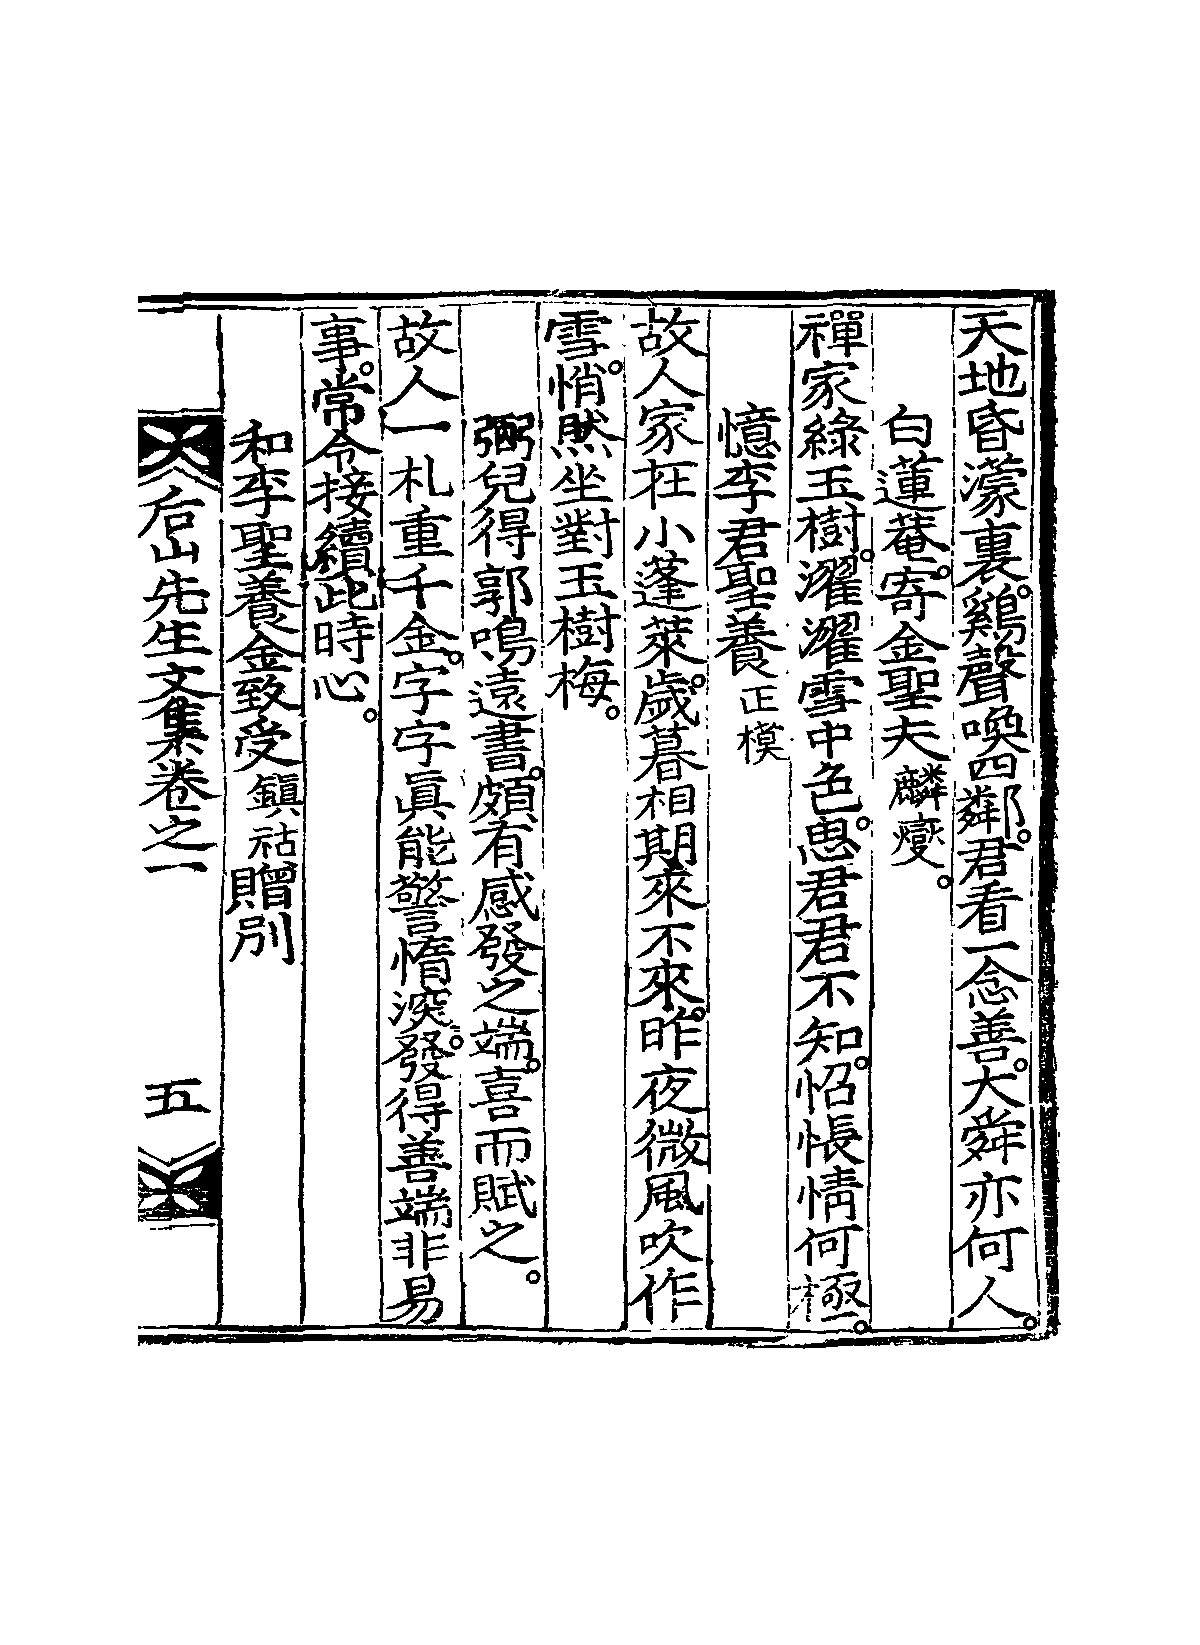 天地昏濛裏。鷄聲喚四鄰。君看一念善。大舜亦何人。
白蓮菴。寄金聖夫麟燮。
禪家綠玉樹。濯濯雪中色。思君君不知。怊悵情何極。
憶李君聖養正模
故人家在小蓬萊。歲暮相期來不來。昨夜微風吹作
雪。悄然坐對玉樹梅。
弼兒得郭鳴遠書。頗有感發之端。喜而賦之。
故人一札重千金。字字眞能警惰深。發得善端非易
事。常令接續此時心。
和李聖養金致受鎭祜贈別
后山先生文集卷之一
五